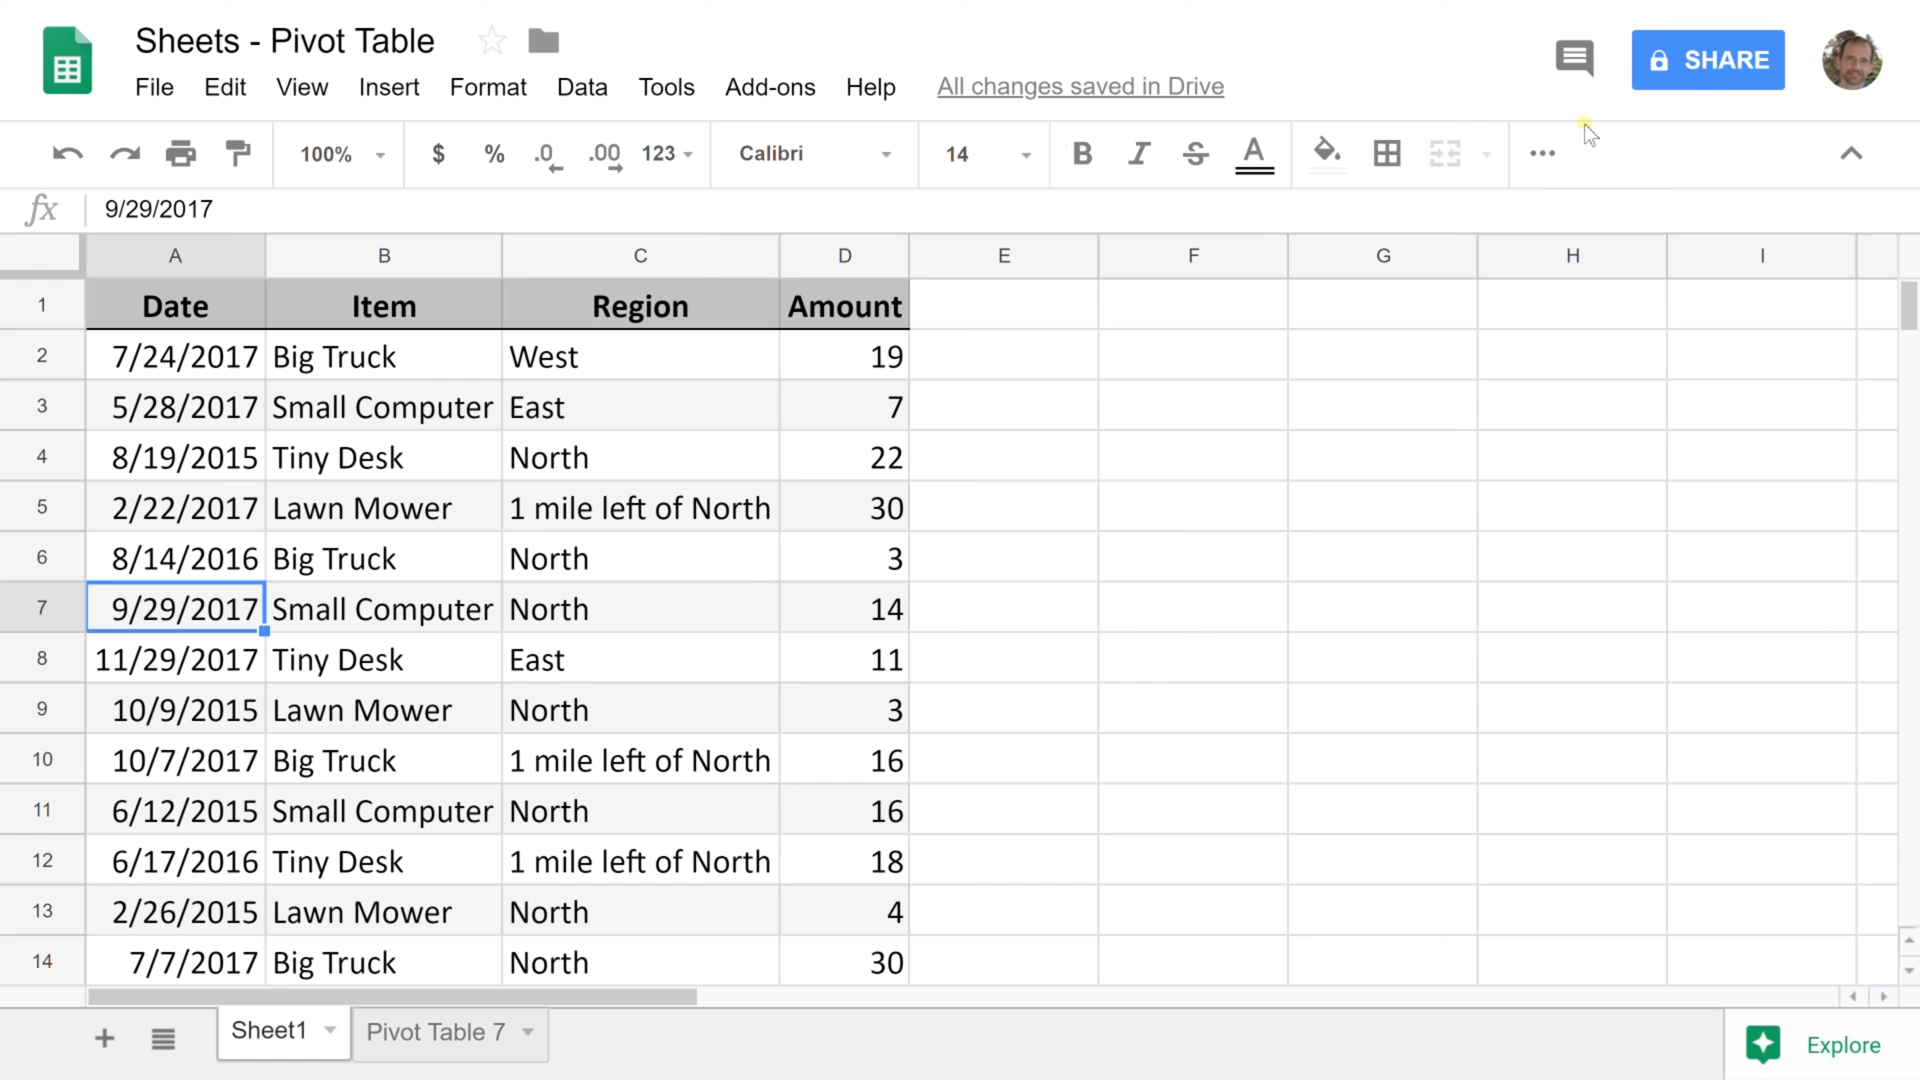 Sheets - Pivot Table
File Edit View Insert Format Data Tools Add-ons Help All changes saved in Drive
SHARE
100% $ % .0 .00 123 Calibri 14 B I S A
fx 9/29/2017
A B C D E F G H I
1 Date Item Region Amount
2 7/24/2017 Big Truck West 19
3 5/28/2017 Small Computer East 7
4 8/19/2015 Tiny Desk North 22
5 2/22/2017 Lawn Mower 1 mile left of North 30
6 8/14/2016 Big Truck North 3
7 9/29/2017 Small Computer North 14
8 11/29/2017 Tiny Desk East 11
9 10/9/2015 Lawn Mower North 3
10 10/7/2017 Big Truck 1 mile left of North 16
11 6/12/2015 Small Computer North 16
12 6/17/2016 Tiny Desk 1 mile left of North 18
13 2/26/2015 Lawn Mower North 4
14 7/7/2017 Big Truck North 30
Sheet1 Pivot Table 7 Explore